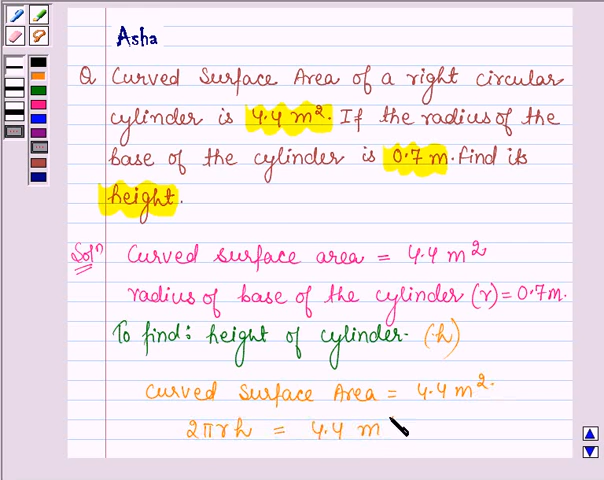 Asha
Q Curved Surface Area of a right circular
cylinder is 4.4 m². If the radius of the
base of the cylinder is 0.7 m. Find its
height.
Solⁿ Curved surface area = 4.4 m²
radius of base of the cylinder (r) = 0.7m.
To find: height of cylinder. (h)
Curved Surface Area = 4.4 m².
2πrh = 4.4 m